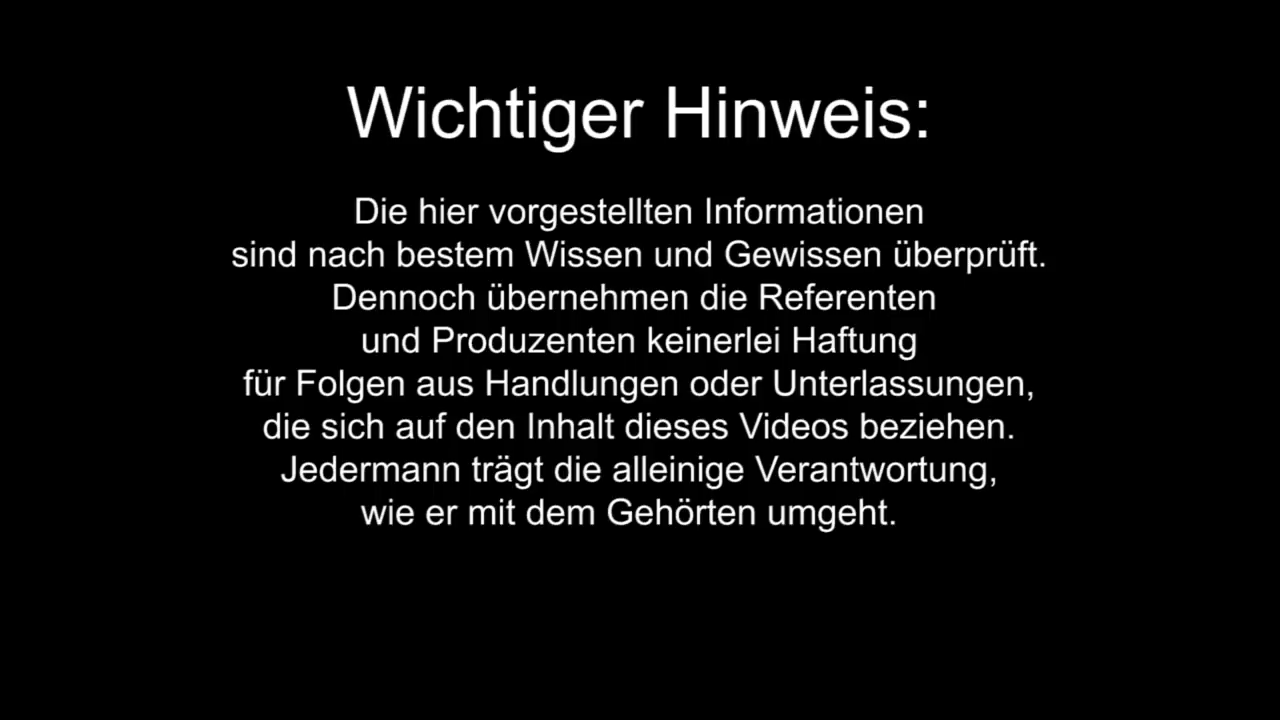 Wichtiger Hinweis:
Die hier vorgestellten Informationen
sind nach bestem Wissen und Gewissen überprüft.
Dennoch übernehmen die Referenten
und Produzenten keinerlei Haftung
für Folgen aus Handlungen oder Unterlassungen,
die sich auf den Inhalt dieses Videos beziehen.
Jedermann trägt die alleinige Verantwortung,
wie er mit dem Gehörten umgeht.